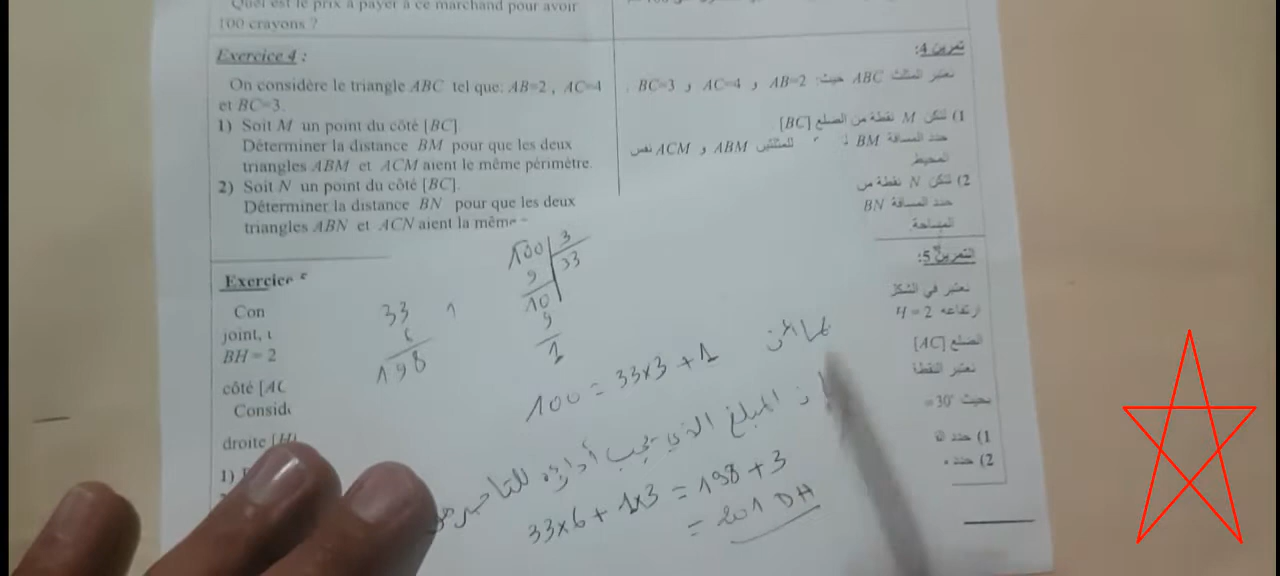 Quel est le prix à payer à ce marchand pour avoir
100 crayons ?
Exercice 4 :
On considère le triangle ABC tel que: AB=2 , AC=4
et BC=3.
1) Soit M un point du côté [BC]
Déterminer la distance BM pour que les deux
triangles ABM et ACM aient le même périmètre.
2) Soit N un point du côté [BC].
Déterminer la distance BN pour que les deux
triangles ABN et ACN aient la même
تمرين 4:
نعتبر المثلث ABC حيث: AB=2 و AC=4 و BC=3 .
1) لتكن M نقطة من الضلع [BC]
حدد المسافة BM للمثلثين ABM و ACM نفس
المحيط
2) لتكن N نقطة من
حدد المسافة BN
المساحة
Exercice
Con
joint,
BH = 2
côté [AC
Consid
droite [H
1)
التمرين 5:
نعتبر في الشكل
ارتفاعه
الضلع [AC]
نعتبر النقطة
بحيث 30°=
1) حدد
2) حدد
100 3
9 33
10
9
1
33
6
198
100 = 33x3 + 1
المبلغ الذي يجب أداؤه للتاجر هو
33x6 + 1x3 = 198 + 3
= 201 DH